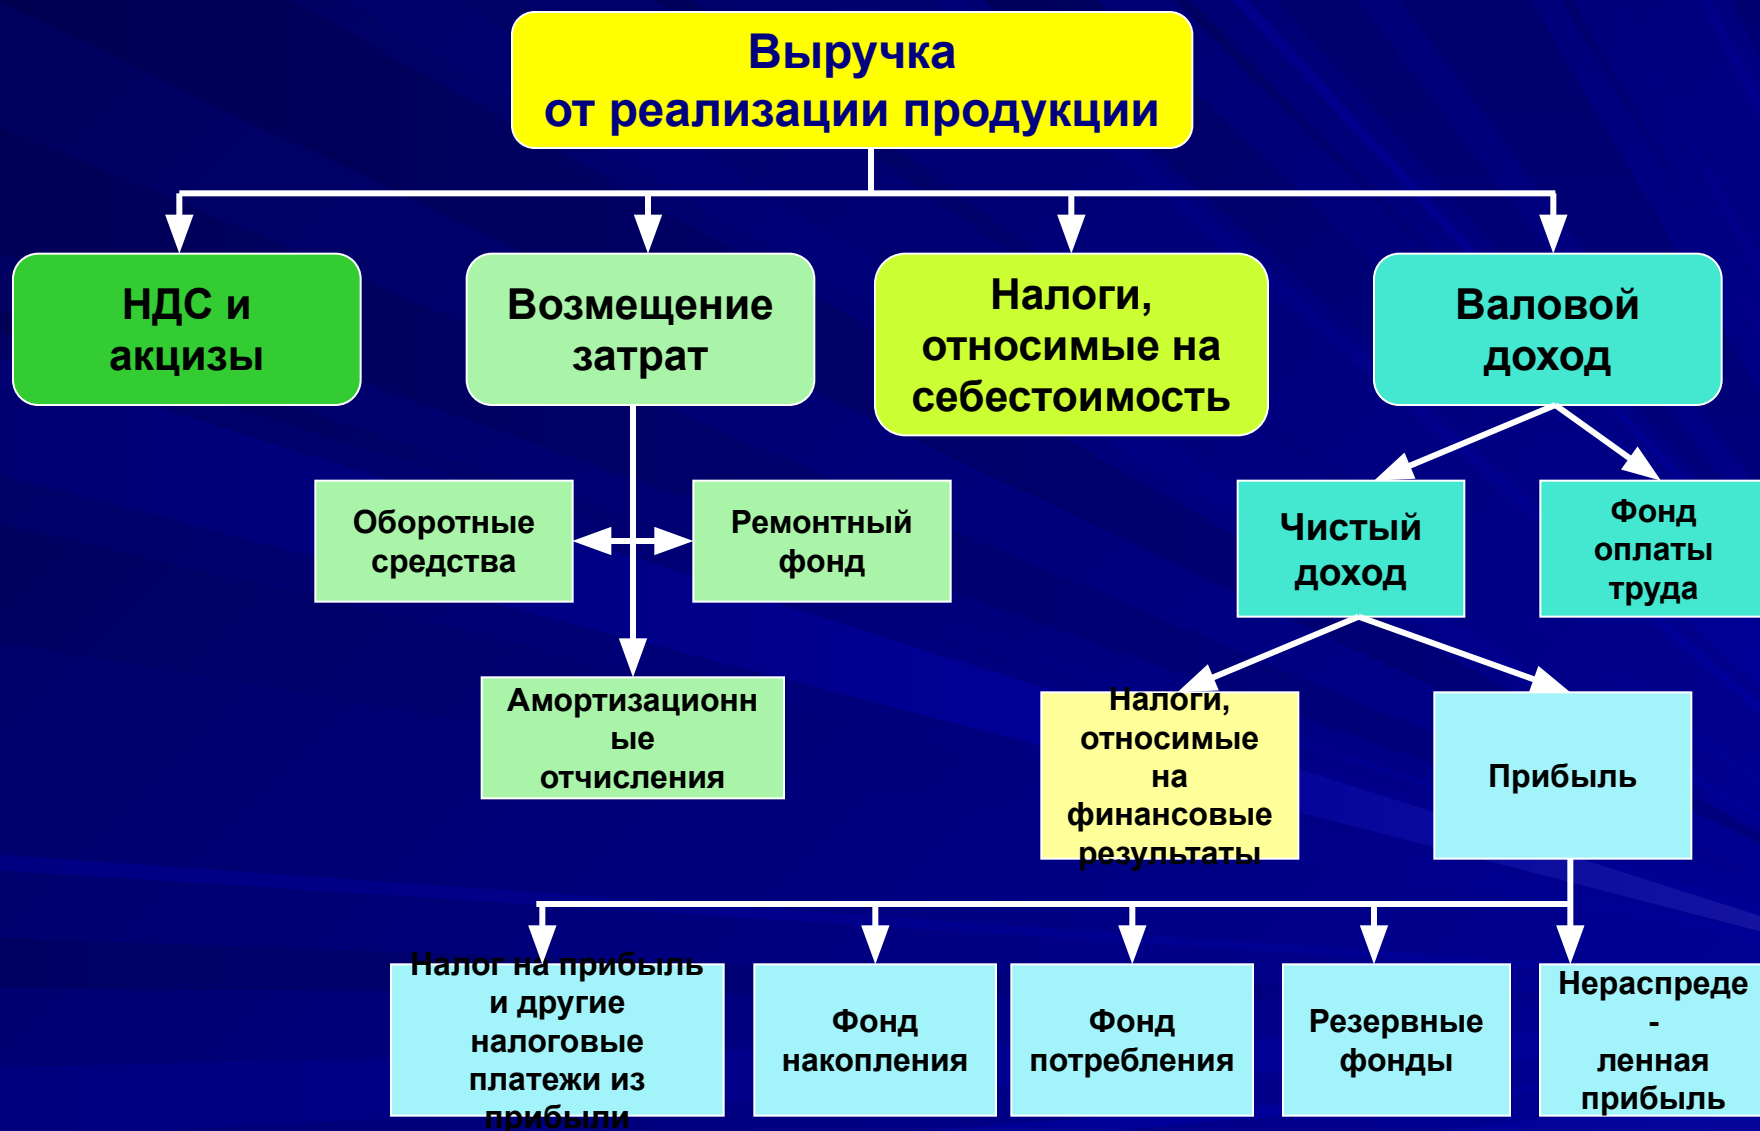 Выручка
от реализации продукции
НДС и
акцизы
Возмещение
затрат
Налоги,
относимые на
себестоимость
Валовой
доход
Оборотные
средства
Ремонтный
фонд
Чистый
доход
Фонд
оплаты
труда
Амортизационн
ые
отчисления
Налоги,
относимые
на
финансовые
результаты
Прибыль
Налог на прибыль
и другие
налоговые
платежи из
прибыли
Фонд
накопления
Фонд
потребления
Резервные
фонды
Нераспреде
-
ленная
прибыль